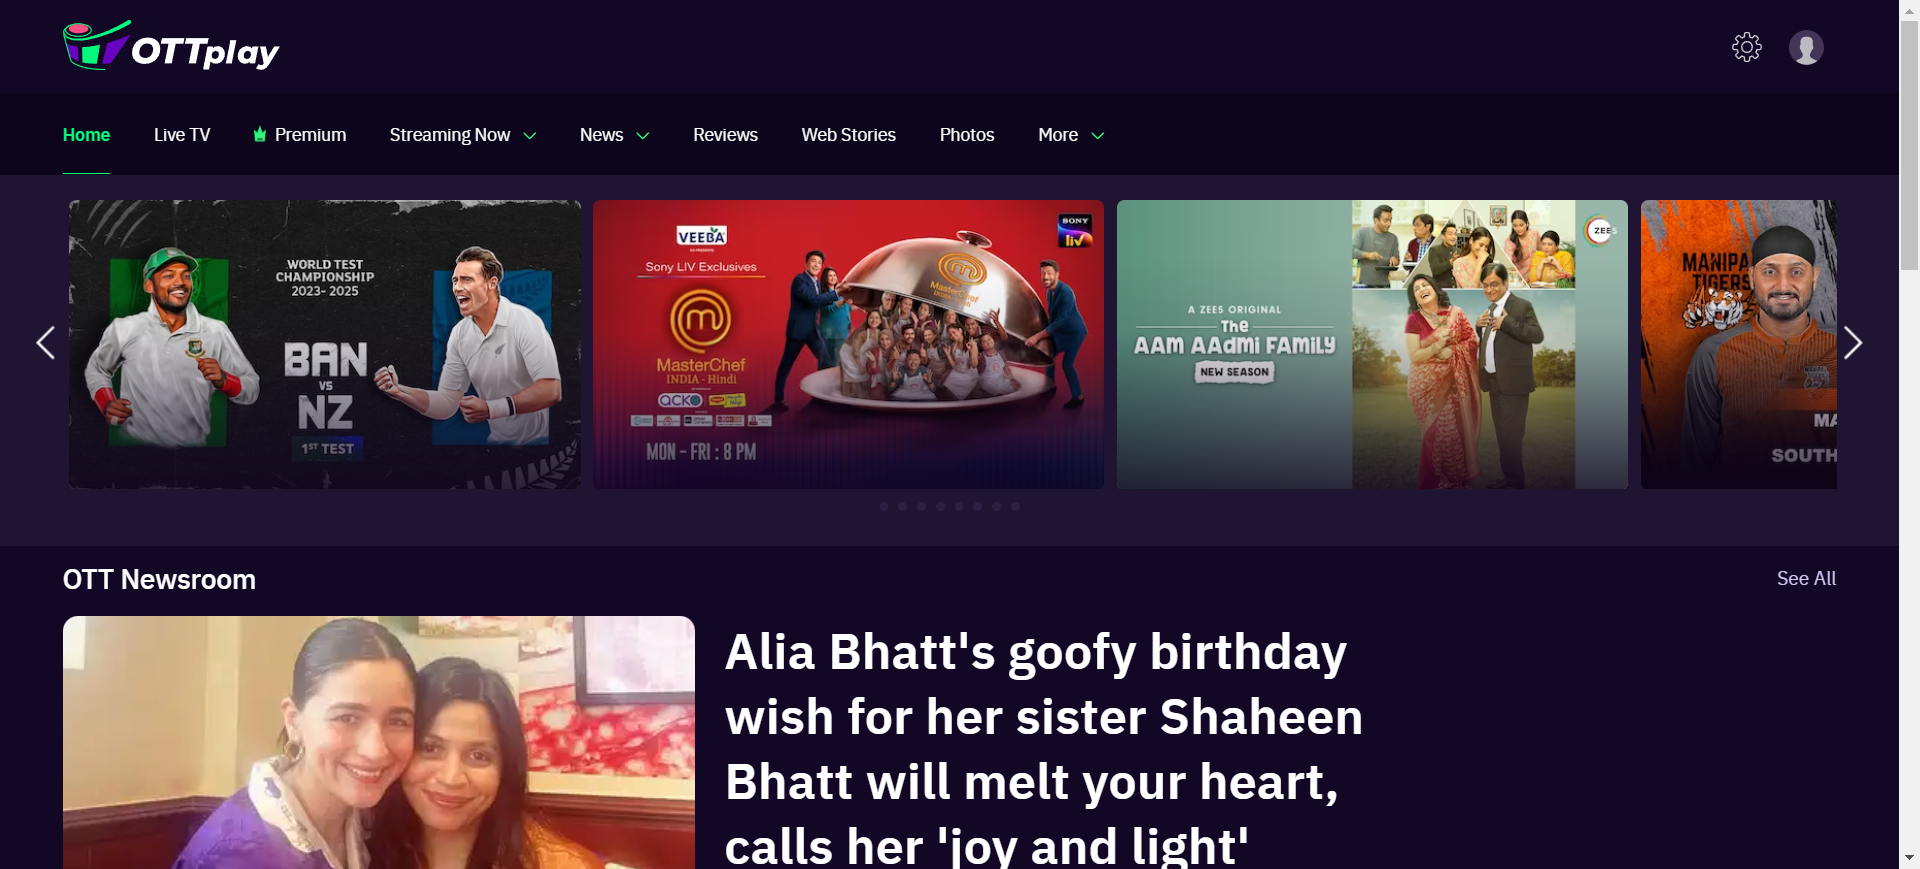 OTTplay
Home
Live TV
Premium
Streaming Now
News
Reviews
Web Stories
Photos
More
WORLD TEST
CHAMPIONSHIP
2023- 2025
BAN
VS
NZ
1ST TEST
VEEBA
Sony LIV Exclusives
MasterChef
INDIA - Hindi
acko
MON - FRI : 8 PM
MasterChef
SONY
liv
A ZEE5 ORIGINAL
The
AAM AAdmi FAMILY
NEW SEASON
ZEE5
MANIPA
TIGERS
MA
SOUTH
OTT Newsroom
See All
Alia Bhatt's goofy birthday
wish for her sister Shaheen
Bhatt will melt your heart,
calls her 'joy and light'